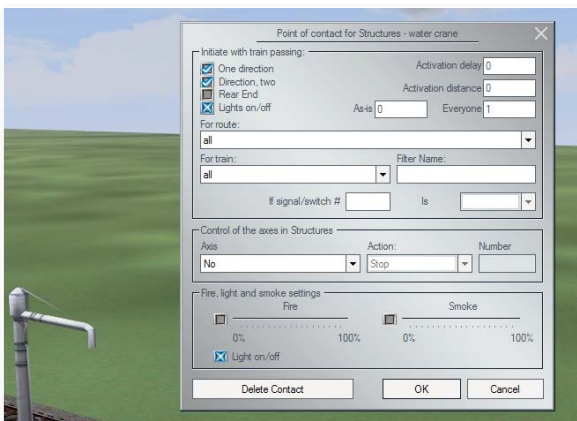 Point of contact for Structures - water crane
Initiate with train passing:
One direction
Activation delay 0
Direction, two
Activation distance 0
Rear End
Lights on/off
As-is 0
Everyone 1
For route:
all
For train:
Filter Name:
all
If signal/switch #
Is
Control of the axes in Structures
Axis
Action:
Number
No
Stop
Fire, light and smoke settings
Fire
Smoke
0% 100%
0% 100%
Light on/off
Delete Contact
OK
Cancel